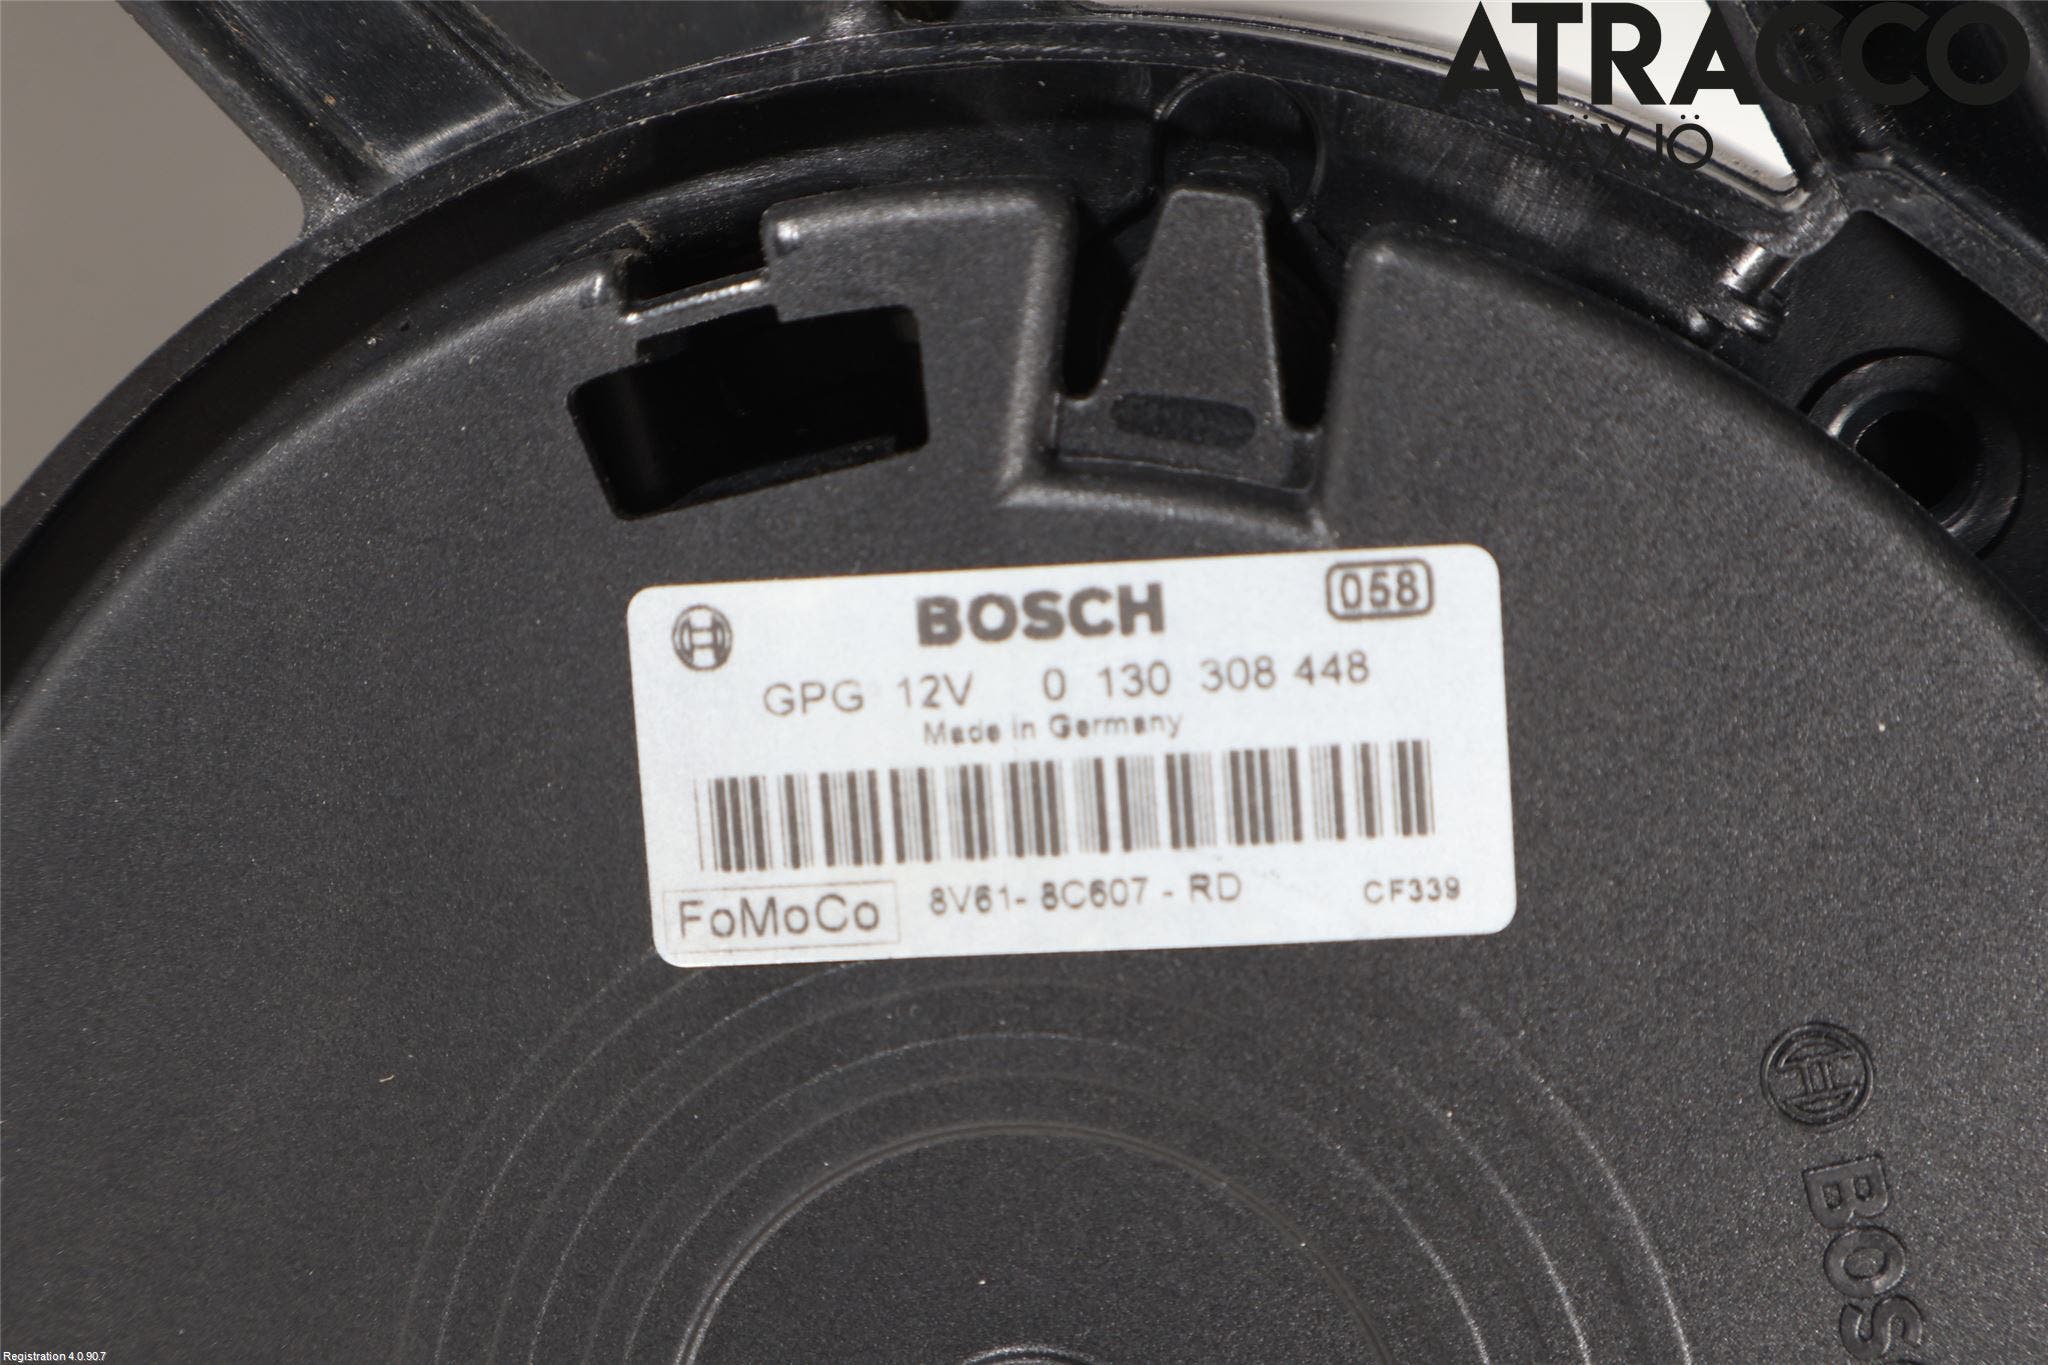 ATRACCO
VÄXJÖ
BOSCH
058
GPG 12V 0 130 308 448
Made in Germany
FoMoCo
8V61-8C607-RD
CF339
BOS
Registration 4.0.90.7